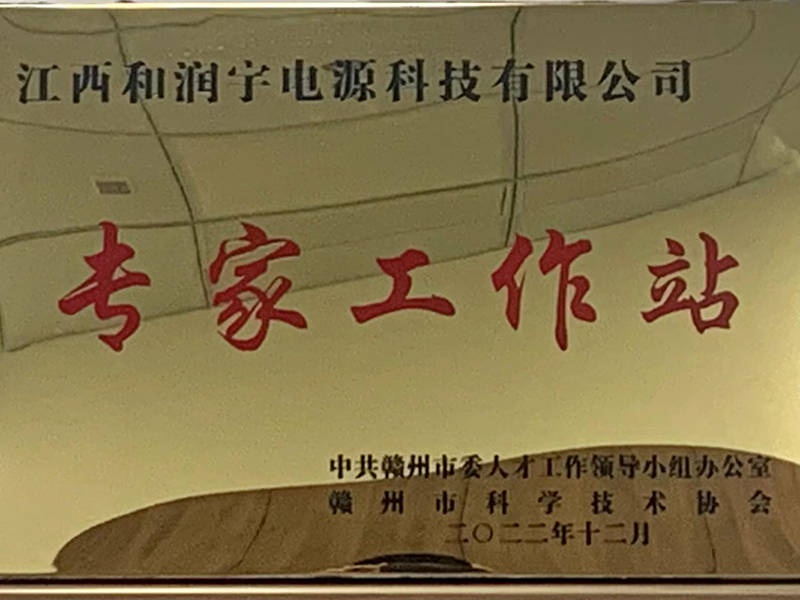 江西和润宇电源科技有限公司
专家工作站
中共赣州市委人才工作领导小组办公室
赣州市科学技术协会
二〇二二年十二月